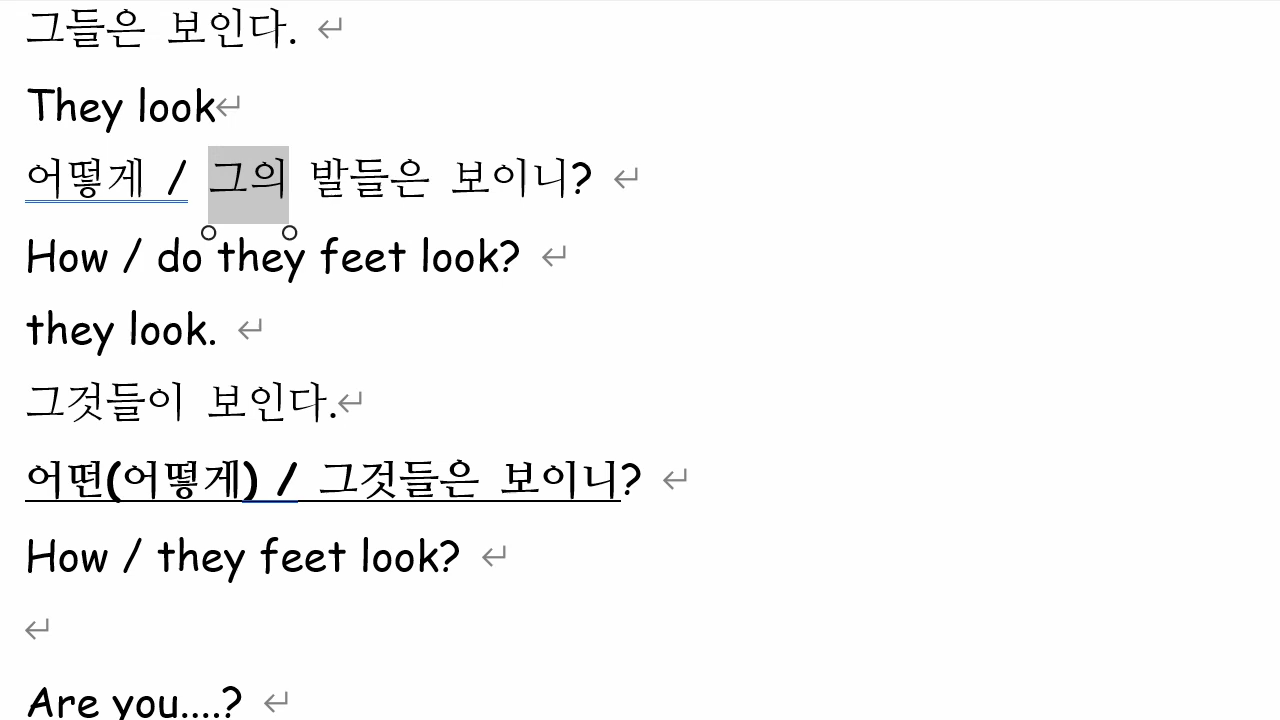 그들은 보인다.
They look
어떻게 / 그의 발들은 보이니?
How / do they feet look?
they look.
그것들이 보인다.
어떤(어떻게) / 그것들은 보이니?
How / they feet look?
Are you....?